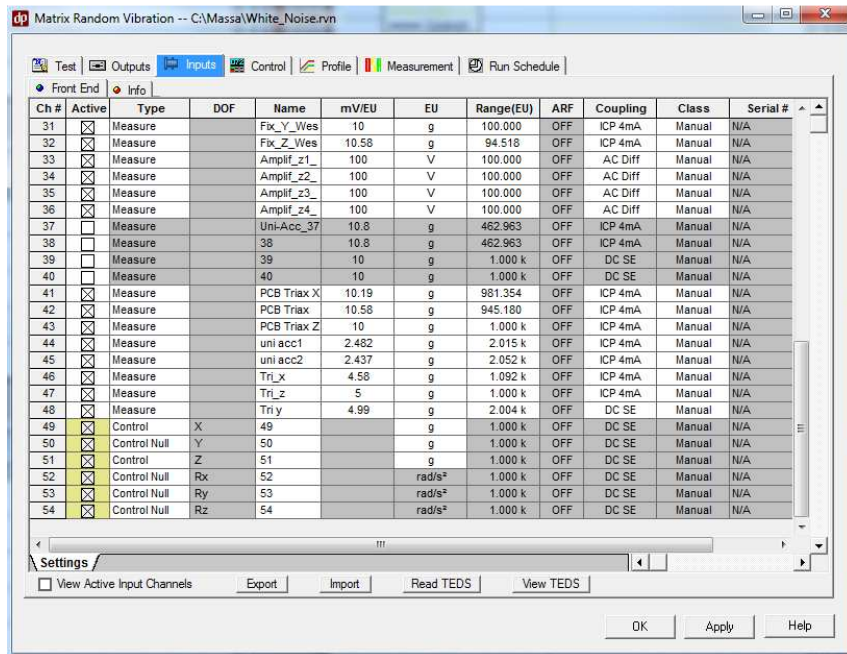 dp Matrix Random Vibration -- C:\Massa\White_Noise.rvn
Test Outputs Inputs Control Profile Measurement Run Schedule
Front End Info
Ch # Active Type DOF Name mV/EU EU Range(EU) ARF Coupling Class Serial #
31 Measure Fix_Y_Wes 10 g 100.000 OFF ICP 4mA Manual N/A
32 Measure Fix_Z_Wes 10.58 g 94.518 OFF ICP 4mA Manual N/A
33 Measure Amplif_z1_ 100 V 100.000 OFF AC Diff Manual N/A
34 Measure Amplif_z2_ 100 V 100.000 OFF AC Diff Manual N/A
35 Measure Amplif_z3_ 100 V 100.000 OFF AC Diff Manual N/A
36 Measure Amplif_z4_ 100 V 100.000 OFF AC Diff Manual N/A
37 Measure Uni-Acc_37 10.8 g 462.963 OFF ICP 4mA Manual N/A
38 Measure 38 10.8 g 462.963 OFF ICP 4mA Manual N/A
39 Measure 39 10 g 1.000 k OFF DC SE Manual N/A
40 Measure 40 10 g 1.000 k OFF DC SE Manual N/A
41 Measure PCB Triax X 10.19 g 981.354 OFF ICP 4mA Manual N/A
42 Measure PCB Triax 10.58 g 945.180 OFF ICP 4mA Manual N/A
43 Measure PCB Triax Z 10 g 1.000 k OFF ICP 4mA Manual N/A
44 Measure uni acc1 2.482 g 2.015 k OFF ICP 4mA Manual N/A
45 Measure uni acc2 2.437 g 2.052 k OFF ICP 4mA Manual N/A
46 Measure Tri_x 4.58 g 1.092 k OFF ICP 4mA Manual N/A
47 Measure Tri_z 5 g 1.000 k OFF ICP 4mA Manual N/A
48 Measure Tri y 4.99 g 2.004 k OFF DC SE Manual N/A
49 Control X 49 g 1.000 k OFF DC SE Manual N/A
50 Control Null Y 50 g 1.000 k OFF DC SE Manual N/A
51 Control Z 51 g 1.000 k OFF DC SE Manual N/A
52 Control Null Rx 52 rad/s² 1.000 k OFF DC SE Manual N/A
53 Control Null Ry 53 rad/s² 1.000 k OFF DC SE Manual N/A
54 Control Null Rz 54 rad/s² 1.000 k OFF DC SE Manual N/A
Settings
View Active Input Channels Export Import Read TEDS View TEDS
OK Apply Help